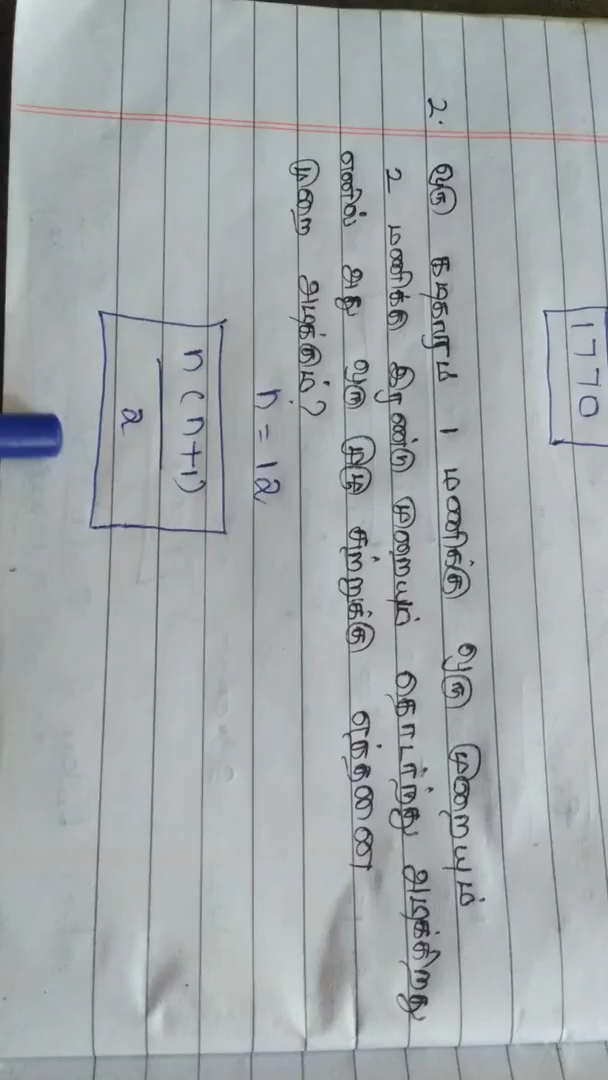 1770
2. ஒரு கடிகாரம் 1 மணிக்கு ஒரு முறையும்
2 மணிக்கு இரண்டு முறையும் தொடர்ந்து அடிக்கிறது
எனில் அது ஒரு முழு சுற்றுக்கு எத்தனை
முறை அடிக்கும்?
n = 12
n(n+1)
2